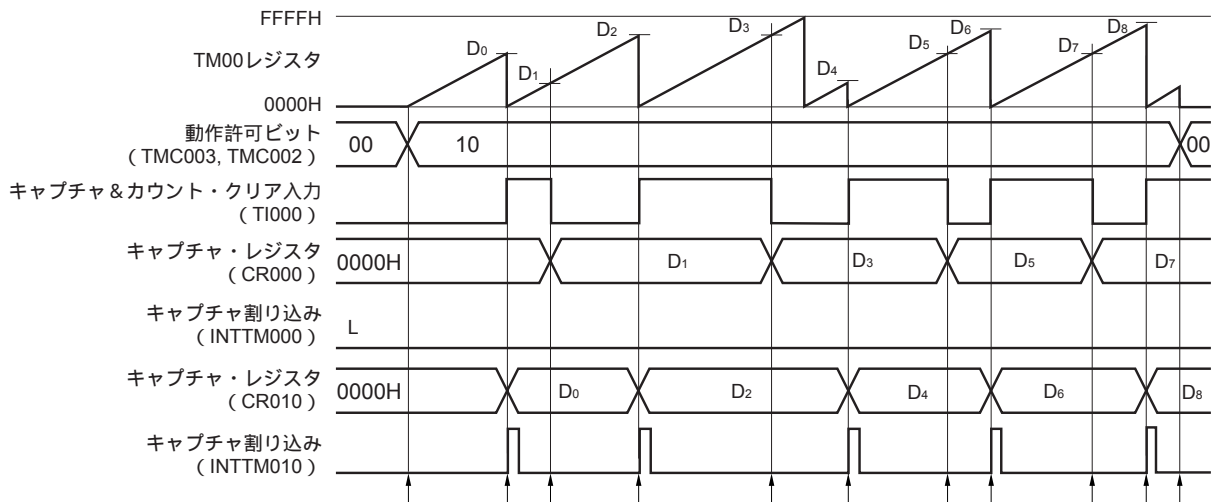 FFFFH
TM00レジスタ
0000H
D0 D1 D2 D3 D4 D5 D6 D7 D8
動作許可ビット
（TMC003, TMC002）
00 10 00
キャプチャ＆カウント・クリア入力
（TI000）
キャプチャ・レジスタ
（CR000）
0000H D1 D3 D5 D7
キャプチャ割り込み
（INTTM000）
L
キャプチャ・レジスタ
（CR010）
0000H D0 D2 D4 D6 D8
キャプチャ割り込み
（INTTM010）